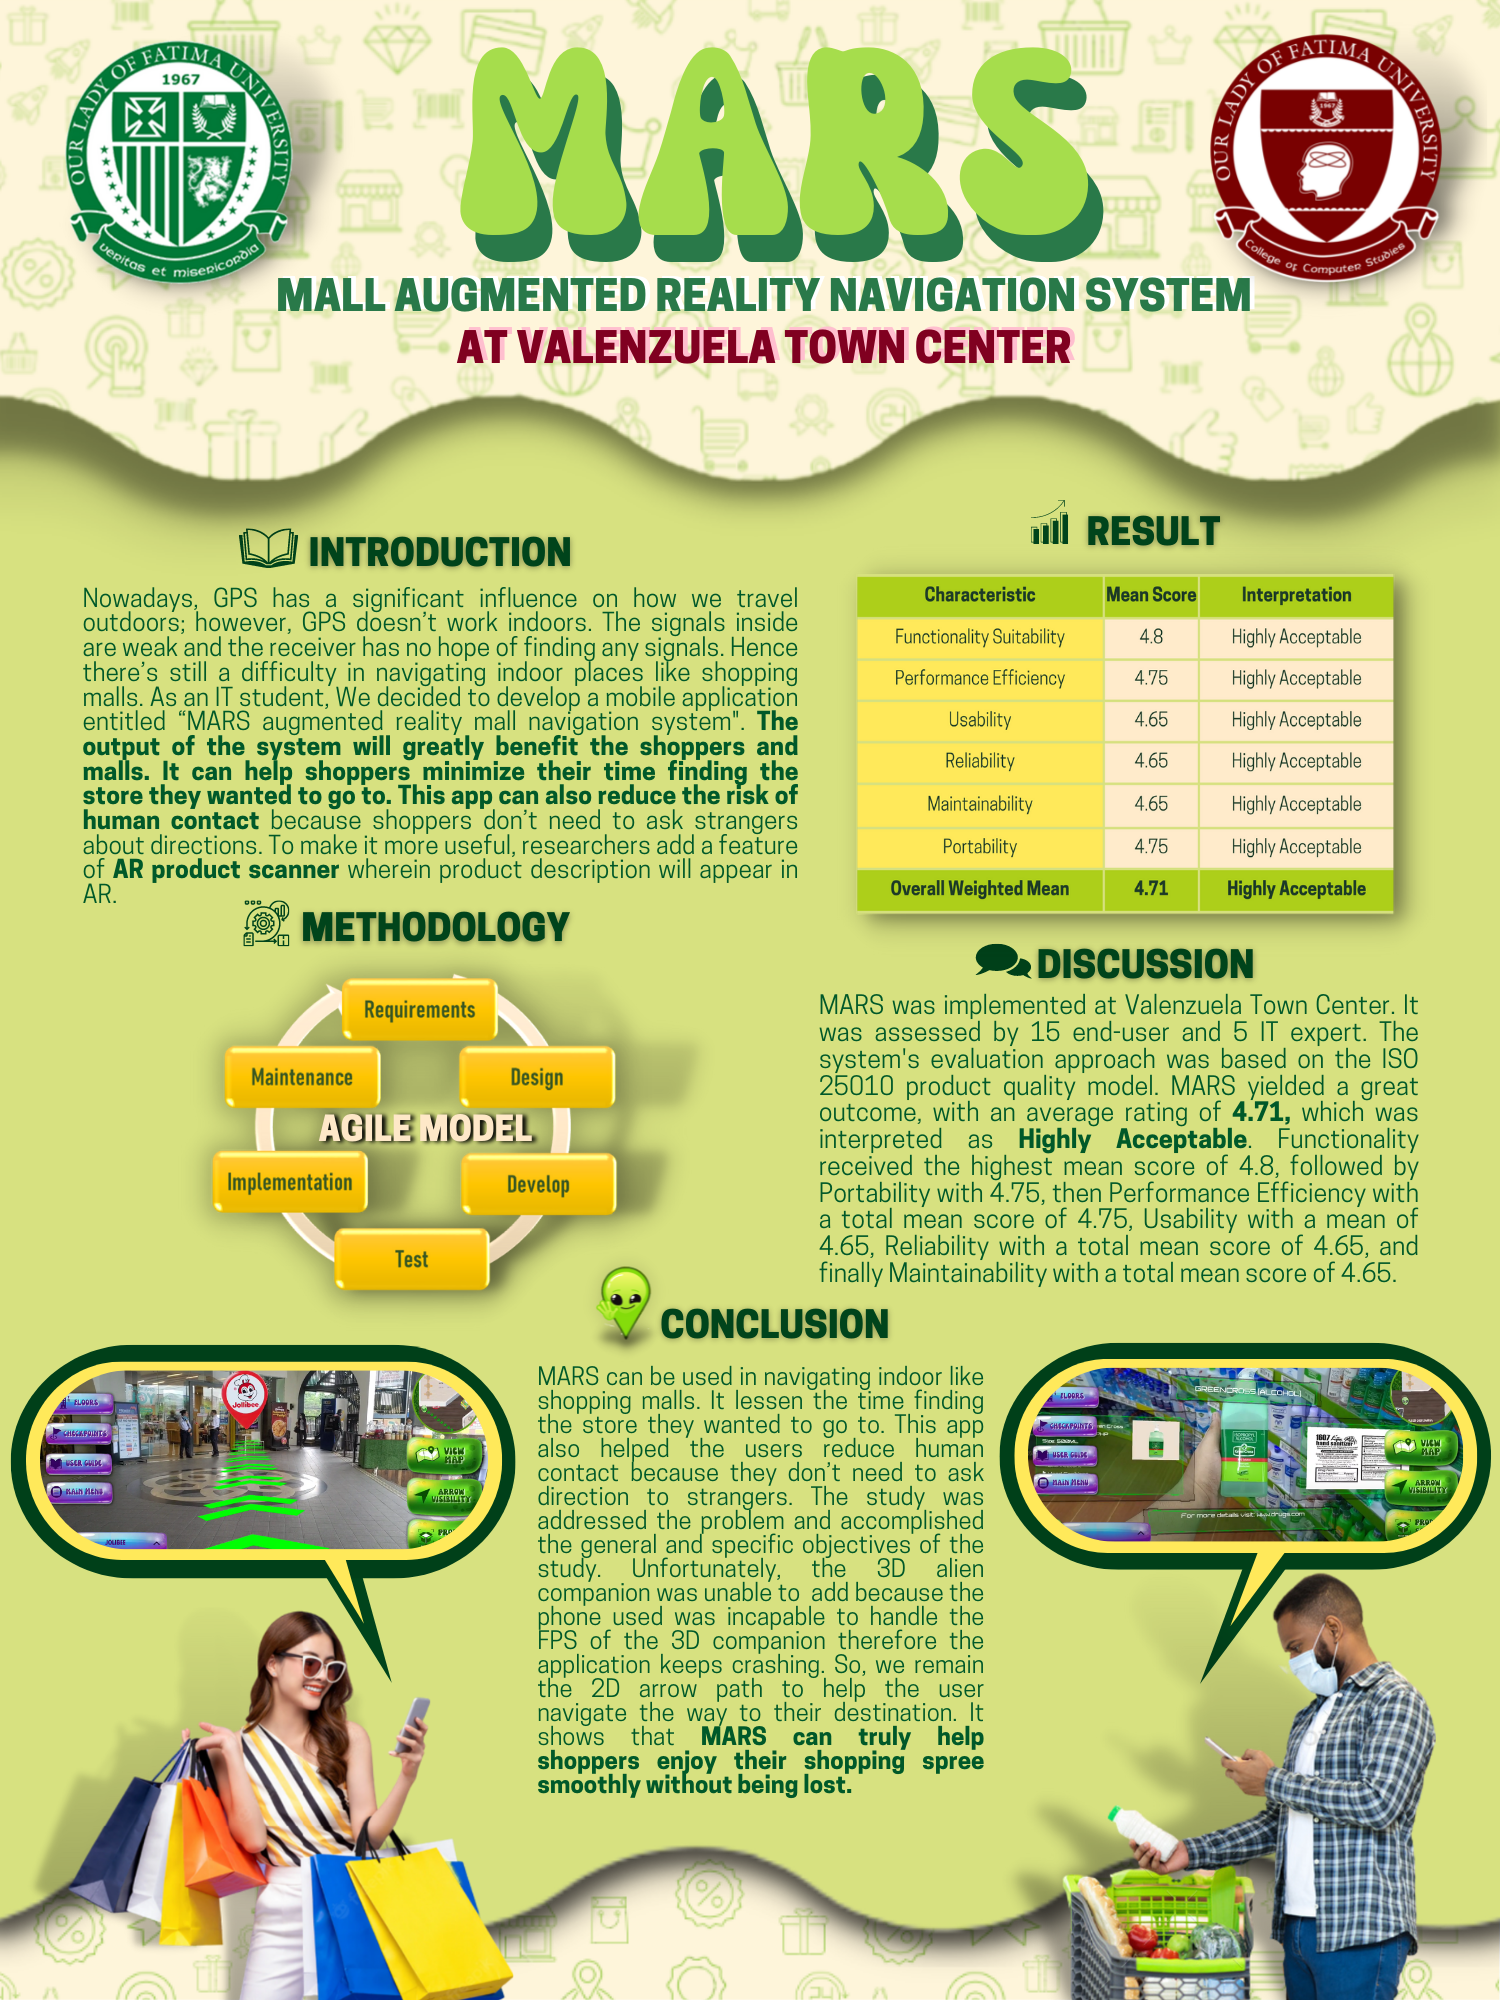 OUR LADY OF FATIMA UNIVERSITY
1967
Veritas et misericordia
MARS
OUR LADY OF FATIMA UNIVERSITY
1967
College of Computer Studies
MALL AUGMENTED REALITY NAVIGATION SYSTEM
AT VALENZUELA TOWN CENTER
INTRODUCTION
Nowadays, GPS has a significant influence on how we travel
outdoors; however, GPS doesn't work indoors. The signals inside
are weak and the receiver has no hope of finding any signals. Hence
there's still a difficulty in navigating indoor places like shopping
malls. As an IT student, We decided to develop a mobile application
entitled “MARS augmented reality mall navigation system". The
output of the system will greatly benefit the shoppers and
malls. It can help shoppers minimize their time finding the
store they wanted to go to. This app can also reduce the risk of
human contact because shoppers don't need to ask strangers
about directions. To make it more useful, researchers add a feature
of AR product scanner wherein product description will appear in
AR.
METHODOLOGY
Requirements
Maintenance
Design
AGILE MODEL
Implementation
Develop
Test
RESULT
Characteristic Mean Score Interpretation
Functionality Suitability 4.8 Highly Acceptable
Performance Efficiency 4.75 Highly Acceptable
Usability 4.65 Highly Acceptable
Reliability 4.65 Highly Acceptable
Maintainability 4.65 Highly Acceptable
Portability 4.75 Highly Acceptable
Overall Weighted Mean 4.71 Highly Acceptable
DISCUSSION
MARS was implemented at Valenzuela Town Center. It
was assessed by 15 end-user and 5 IT expert. The
system's evaluation approach was based on the ISO
25010 product quality model. MARS yielded a great
outcome, with an average rating of 4.71, which was
interpreted as Highly Acceptable. Functionality
received the highest mean score of 4.8, followed by
Portability with 4.75, then Performance Efficiency with
a total mean score of 4.75, Usability with a mean of
4.65, Reliability with a total mean score of 4.65, and
finally Maintainability with a total mean score of 4.65.
CONCLUSION
MARS can be used in navigating indoor like
shopping malls. It lessen the time finding
the store they wanted to go to. This app
also helped the users reduce human
contact because they don't need to ask
direction to strangers. The study was
addressed the problem and accomplished
the general and specific objectives of the
study. Unfortunately, the 3D alien
companion was unable to add because the
phone used was incapable to handle the
FPS of the 3D companion therefore the
application keeps crashing. So, we remain
the 2D arrow path to help the user
navigate the way to their destination. It
shows that MARS can truly help
shoppers enjoy their shopping spree
smoothly without being lost.
FLOORS
CHECKPOINTS
USER GUIDE
MAIN MENU
JOLIBEE
Jollibee
VIEW MAP
ARROW VISIBILITY
PRO
FLOORS
CHECKPOINTS
USER GUIDE
MAIN MENU
GREENCROSS (ALCOHOL)
ISOPROPYL ALCOHOL
1607
hand sanitizer
For more details visit: www.drugs.com
VIEW MAP
ARROW VISIBILITY
PRO